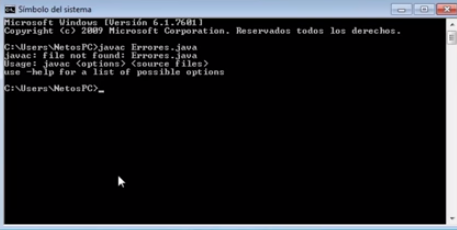 Símbolo del sistema
Microsoft Windows [Versión 6.1.7601]
Copyright (c) 2009 Microsoft Corporation. Reservados todos los derechos.
C:\Users\NetosPC>javac Errores.java
javac: file not found: Errores.java
Usage: javac <options> <source files>
use -help for a list of possible options
C:\Users\NetosPC>_